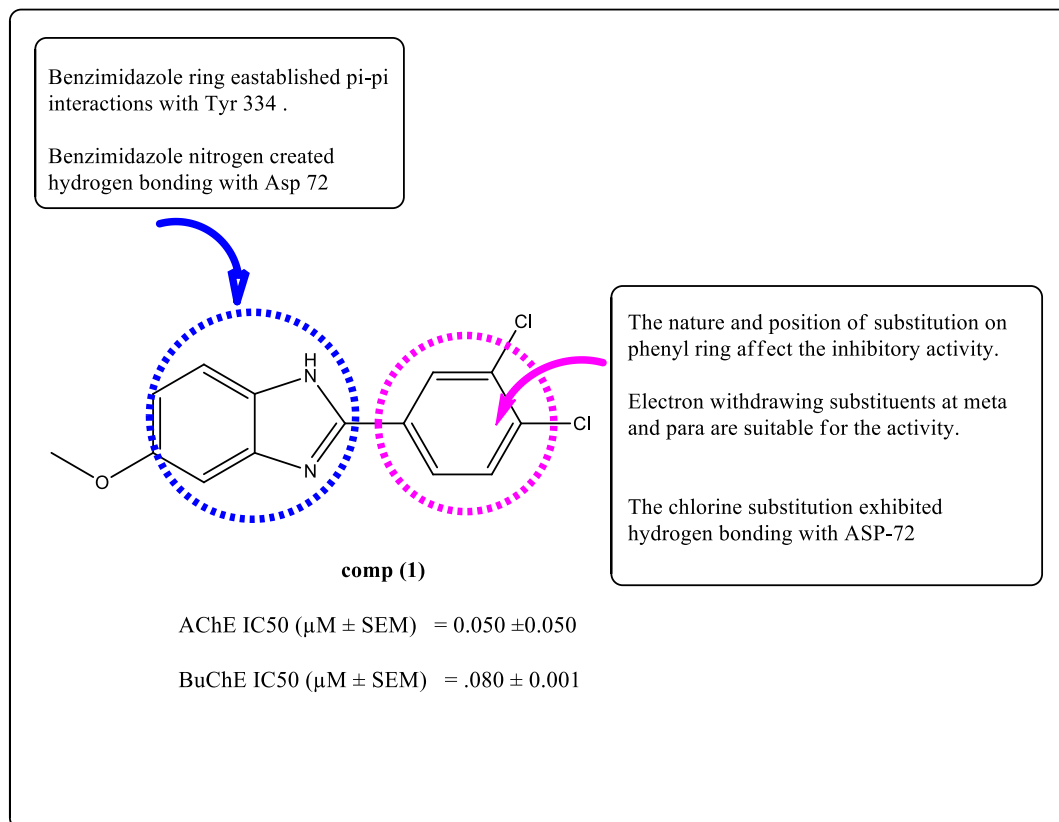 Benzimidazole ring eastablished pi-pi
interactions with Tyr 334 .
Benzimidazole nitrogen created
hydrogen bonding with Asp 72
The nature and position of substitution on
phenyl ring affect the inhibitory activity.
Electron withdrawing substituents at meta
and para are suitable for the activity.
The chlorine substitution exhibited
hydrogen bonding with ASP-72
Cl
H
N
Cl
N
O
comp (1)
AChE IC50 (µM ± SEM) = 0.050 ±0.050
BuChE IC50 (µM ± SEM) = .080 ± 0.001